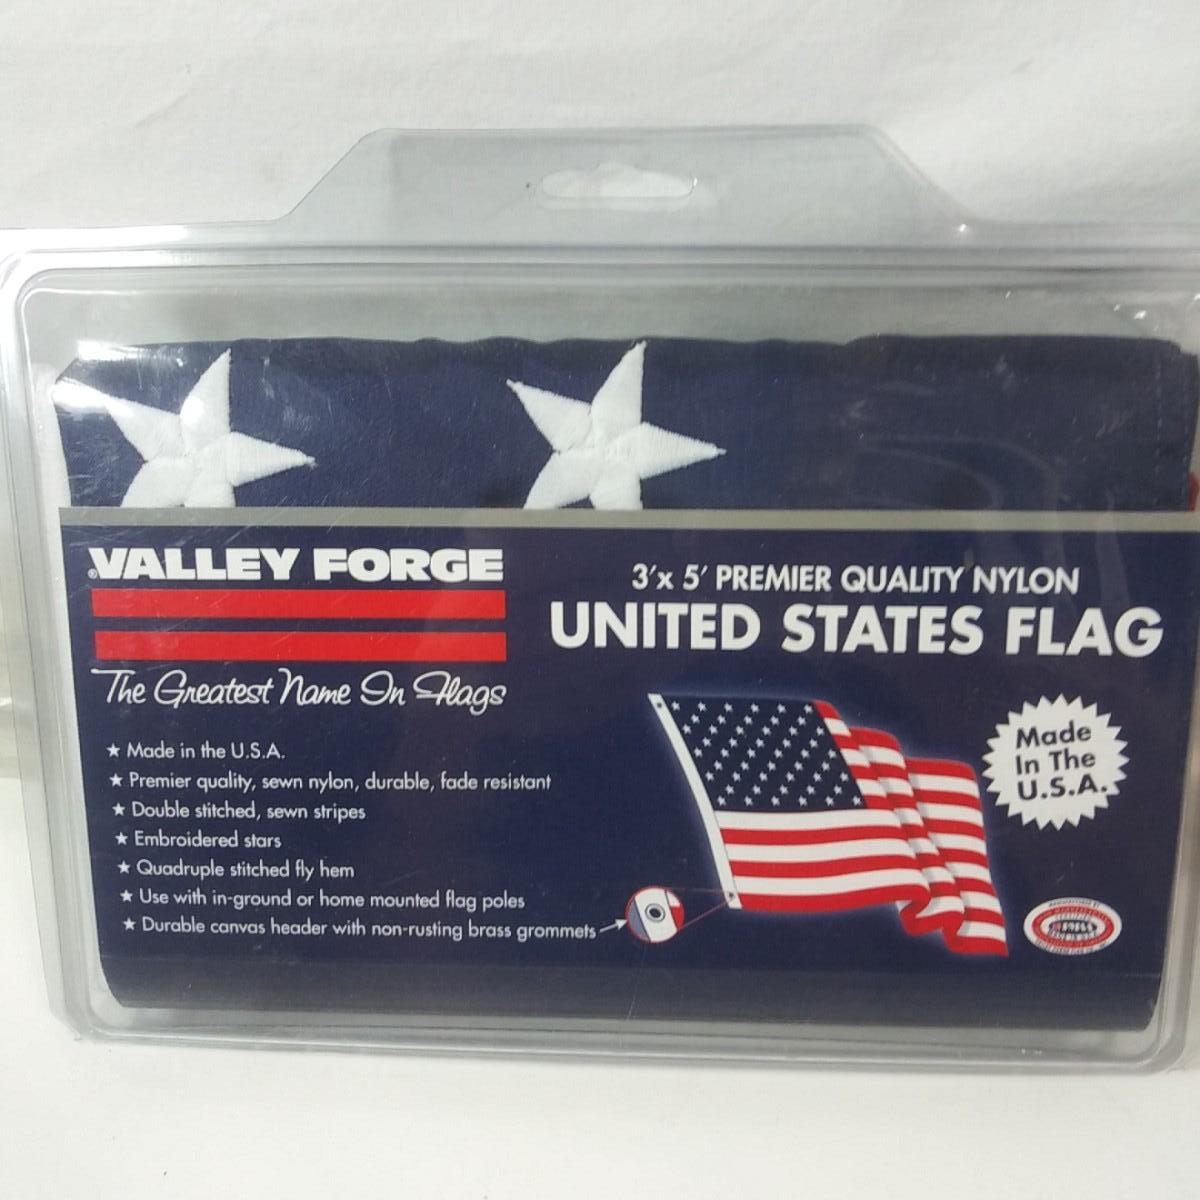 ®VALLEY FORGE
The Greatest Name In Flags
3'x 5' PREMIER QUALITY NYLON
UNITED STATES FLAG
★ Made in the U.S.A.
★ Premier quality, sewn nylon, durable, fade resistant
★ Double stitched, sewn stripes
★ Embroidered stars
★ Quadruple stitched fly hem
★ Use with in-ground or home mounted flag poles
★ Durable canvas header with non-rusting brass grommets
Made
In The
U.S.A.